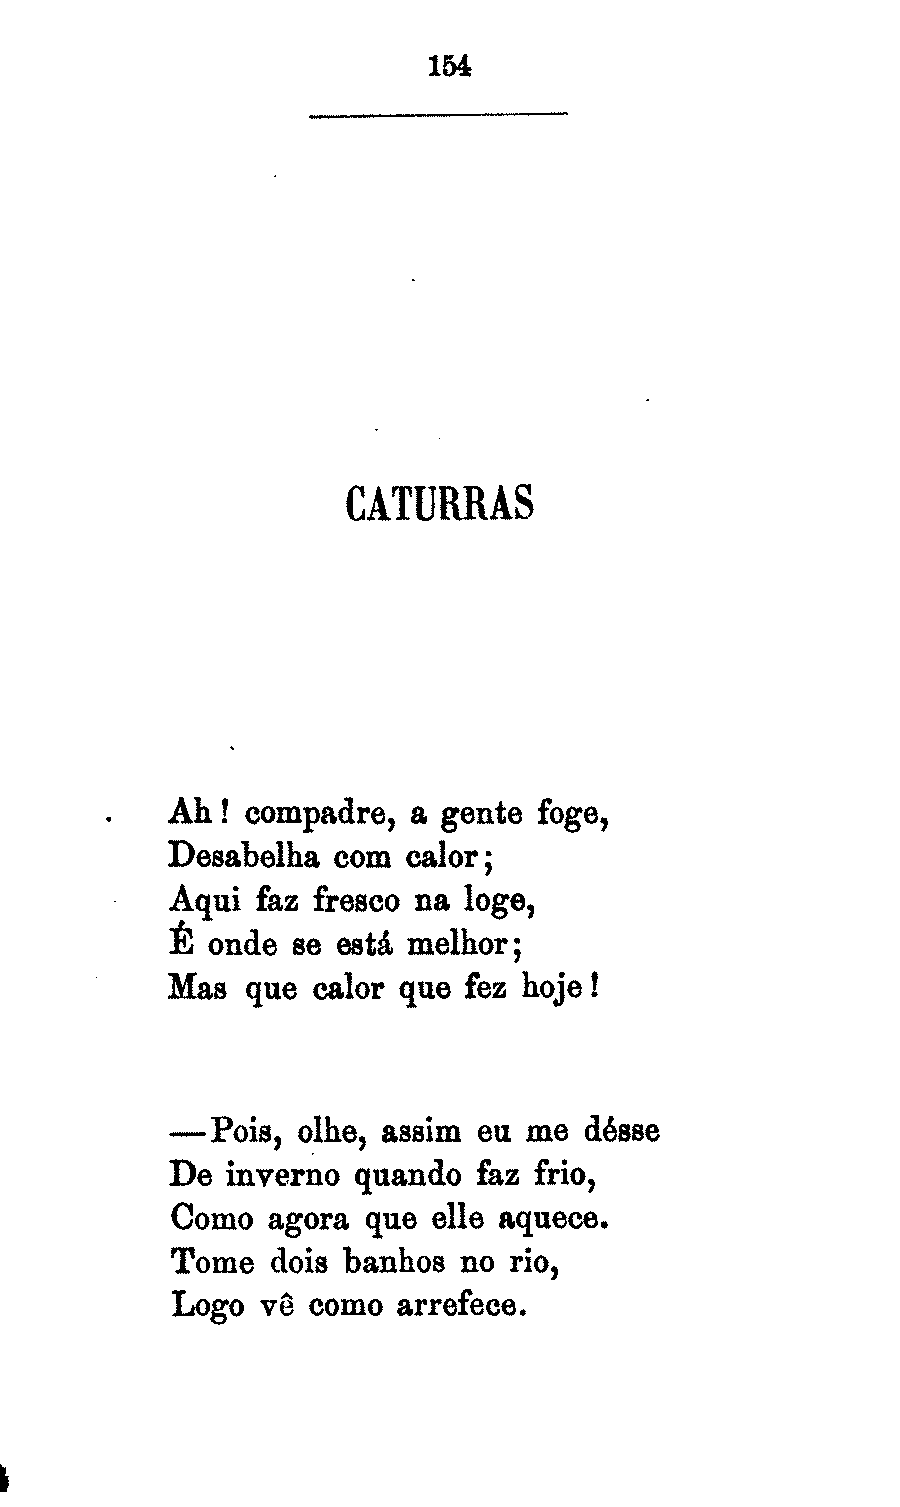 154
CATURRAS
Ah! compadre, a gente foge,
Desabelha com calor;
Aqui faz fresco na loge,
É onde se está melhor;
Mas que calor que fez hoje!
—Pois, olhe, assim eu me désse
De inverno quando faz frio,
Como agora que elle aquece.
Tome dois banhos no rio,
Logo vê como arrefece.